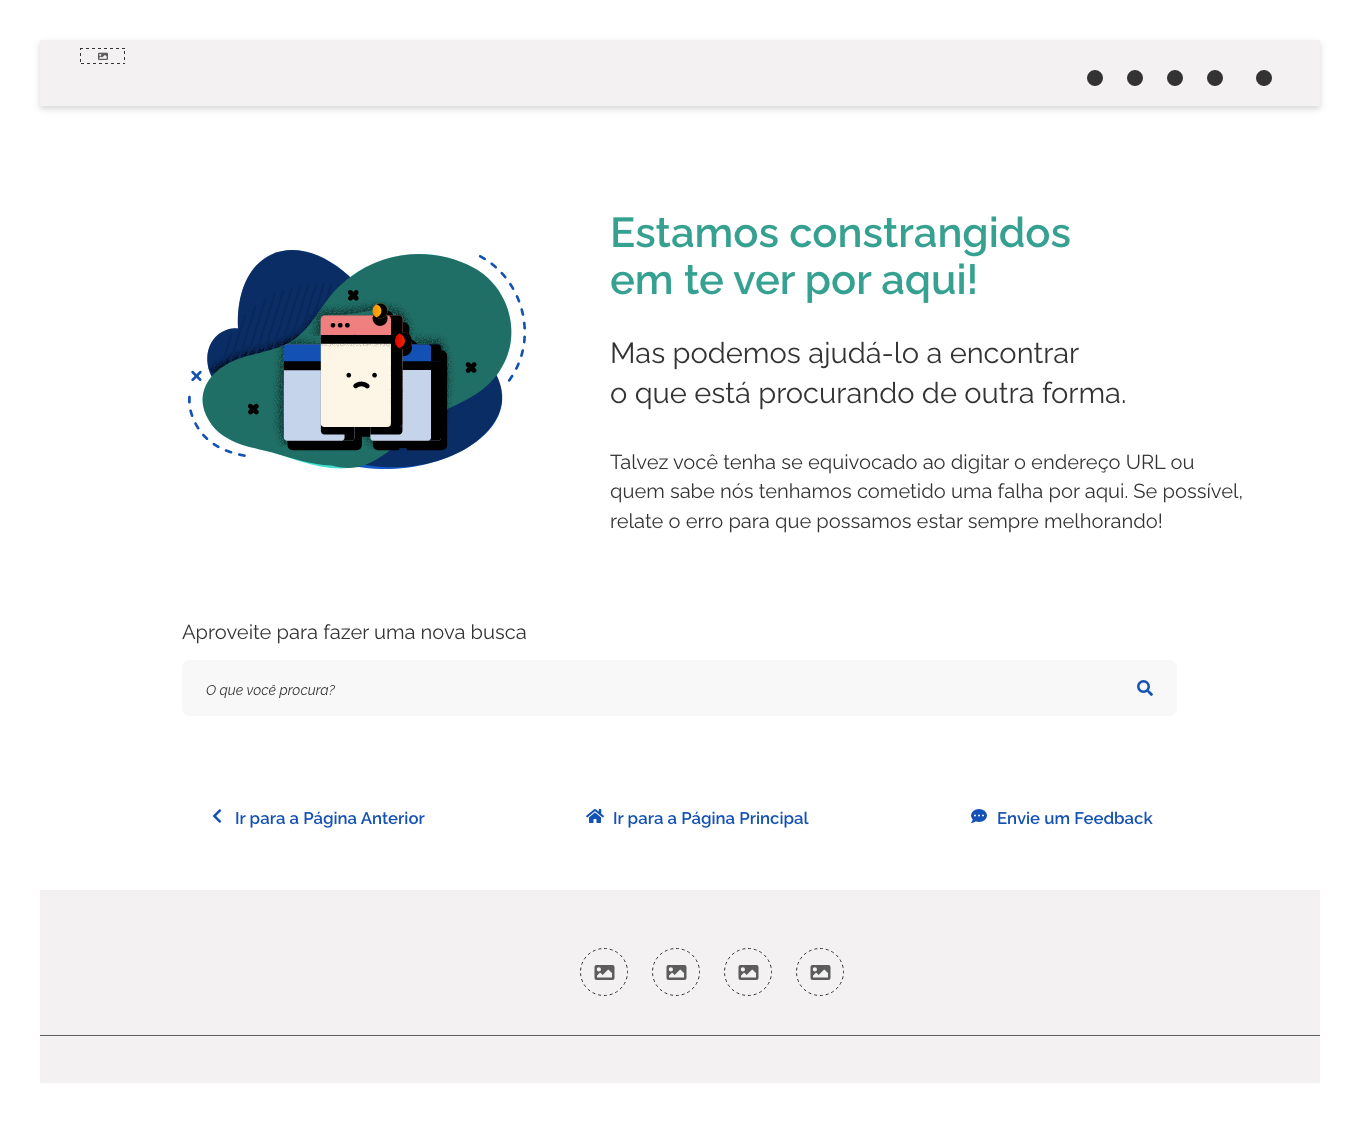 Estamos constrangidos
em te ver por aqui!
Mas podemos ajudá-lo a encontrar
o que está procurando de outra forma.
Talvez você tenha se equivocado ao digitar o endereço URL ou
quem sabe nós tenhamos cometido uma falha por aqui. Se possível,
relate o erro para que possamos estar sempre melhorando!
Aproveite para fazer uma nova busca
O que você procura?
Ir para a Página Anterior
Ir para a Página Principal
Envie um Feedback